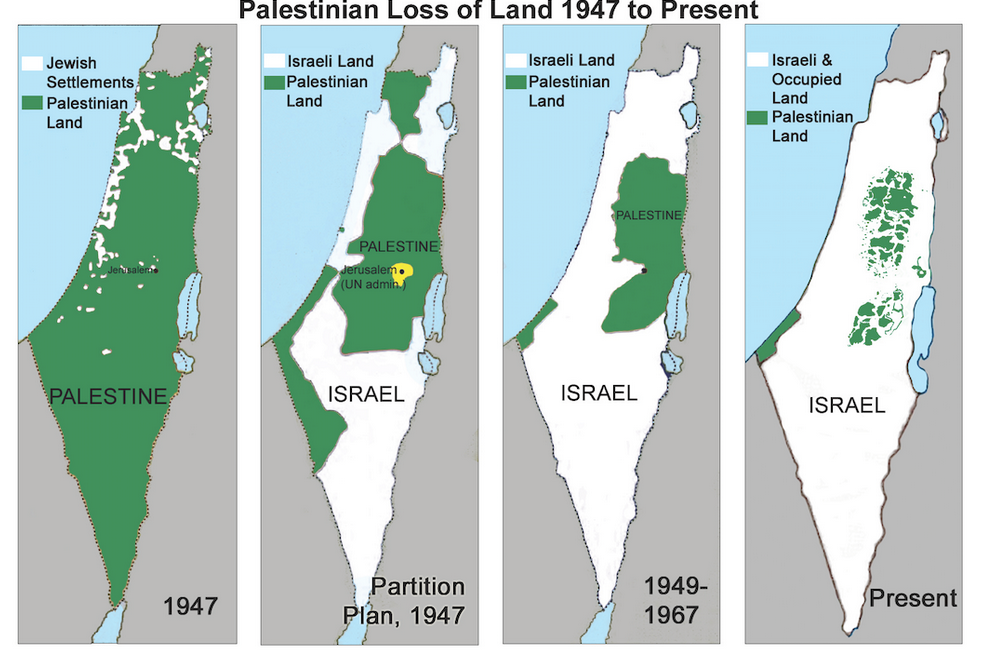 Palestinian Loss of Land 1947 to Present
Jewish
Settlements
Palestinian
Land
Jerusalem
PALESTINE
1947
Israeli Land
Palestinian
Land
PALESTINE
Jerusalem
(UN admin.)
ISRAEL
Partition
Plan, 1947
Israeli Land
Palestinian
Land
PALESTINE
ISRAEL
1949-
1967
Israeli &
Occupied
Land
Palestinian
Land
ISRAEL
Present